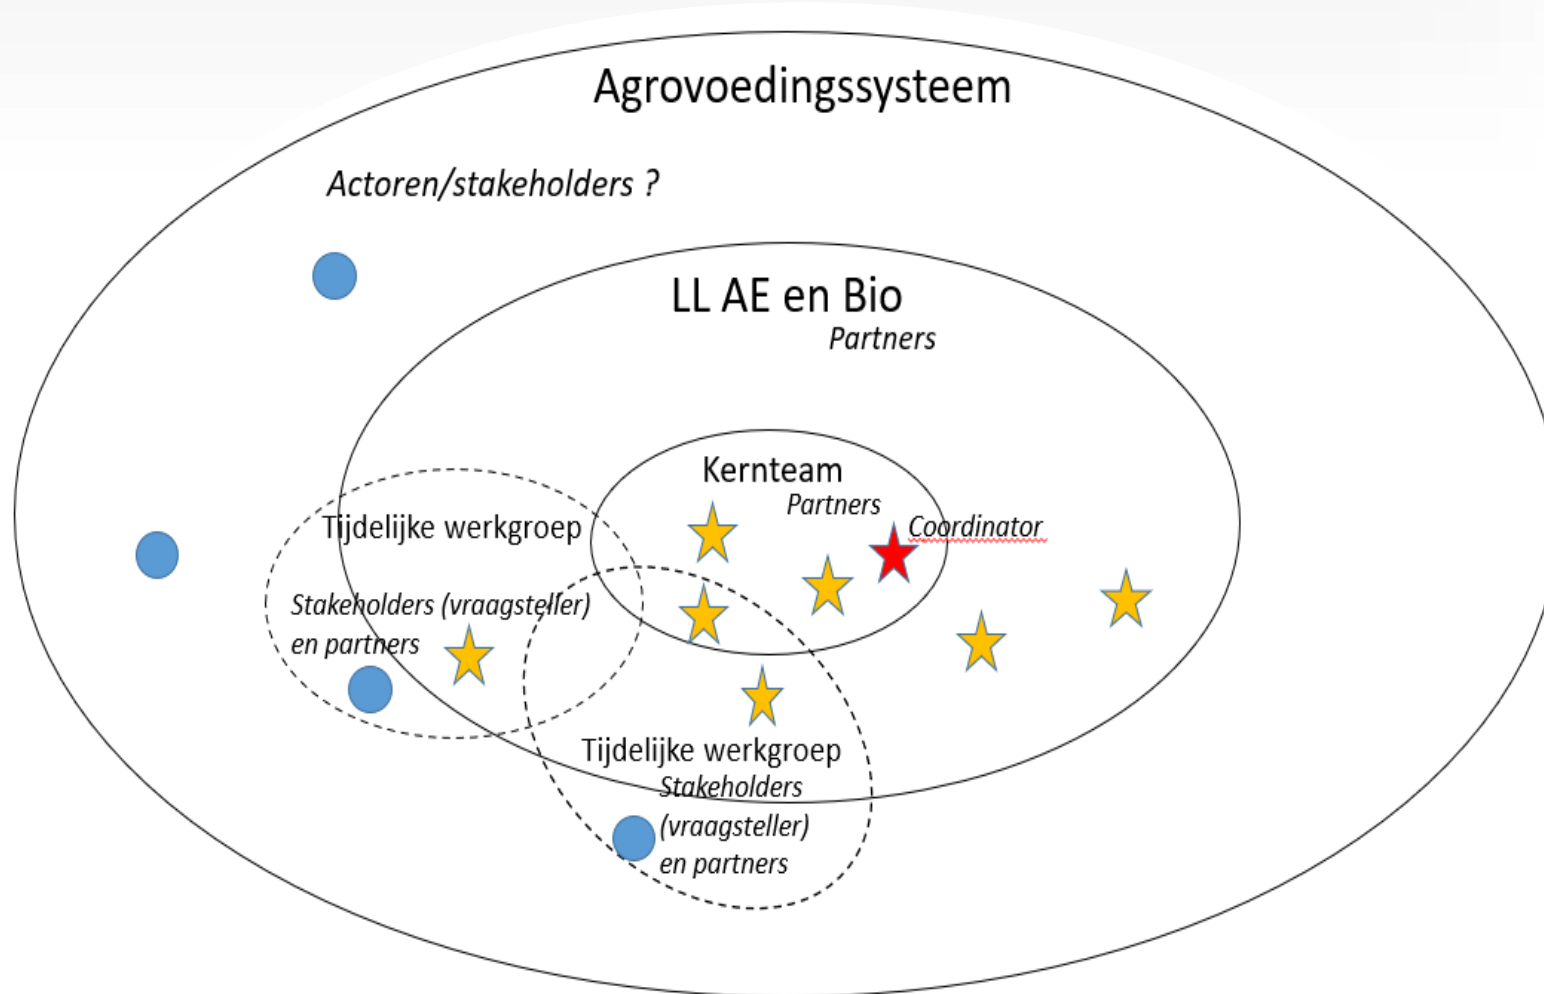 Agrovoedingssysteem
Actoren/stakeholders ?
LL AE en Bio
Partners
Kernteam
Partners
Coordinator
Tijdelijke werkgroep
Stakeholders (vraagsteller)
en partners
Tijdelijke werkgroep
Stakeholders
(vraagsteller)
en partners